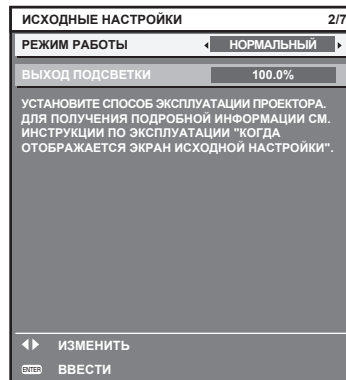 ИСХОДНЫЕ НАСТРОЙКИ 2/7
РЕЖИМ РАБОТЫ НОРМАЛЬНЫЙ
ВЫХОД ПОДСВЕТКИ 100.0%
УСТАНОВИТЕ СПОСОБ ЭКСПЛУАТАЦИИ ПРОЕКТОРА.
ДЛЯ ПОЛУЧЕНИЯ ПОДРОБНОЙ ИНФОРМАЦИИ СМ.
ИНСТРУКЦИИ ПО ЭКСПЛУАТАЦИИ "КОГДА
ОТОБРАЖАЕТСЯ ЭКРАН ИСХОДНОЙ НАСТРОЙКИ".
ИЗМЕНИТЬ
ENTER ВВЕСТИ